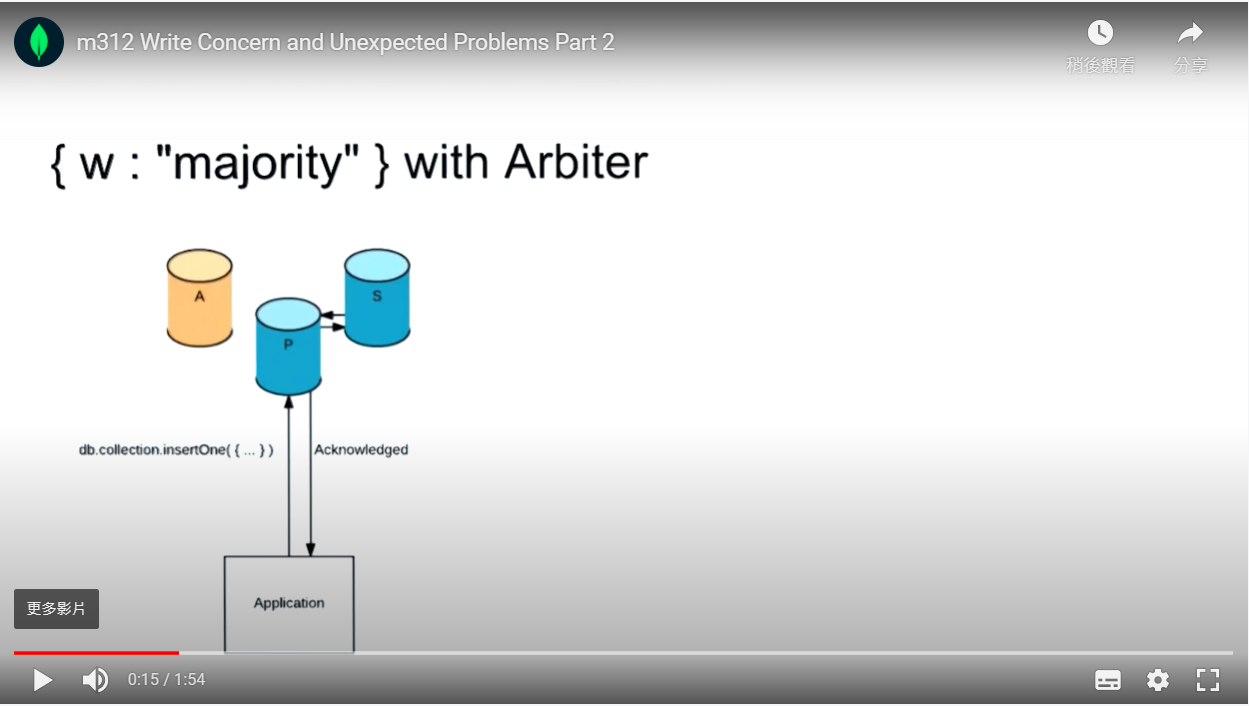 m312 Write Concern and Unexpected Problems Part 2
稍後觀看
分享
{ w : "majority" } with Arbiter
A
S
P
db.collection.insertOne( { ... } )
Acknowledged
Application
更多影片
0:15 / 1:54